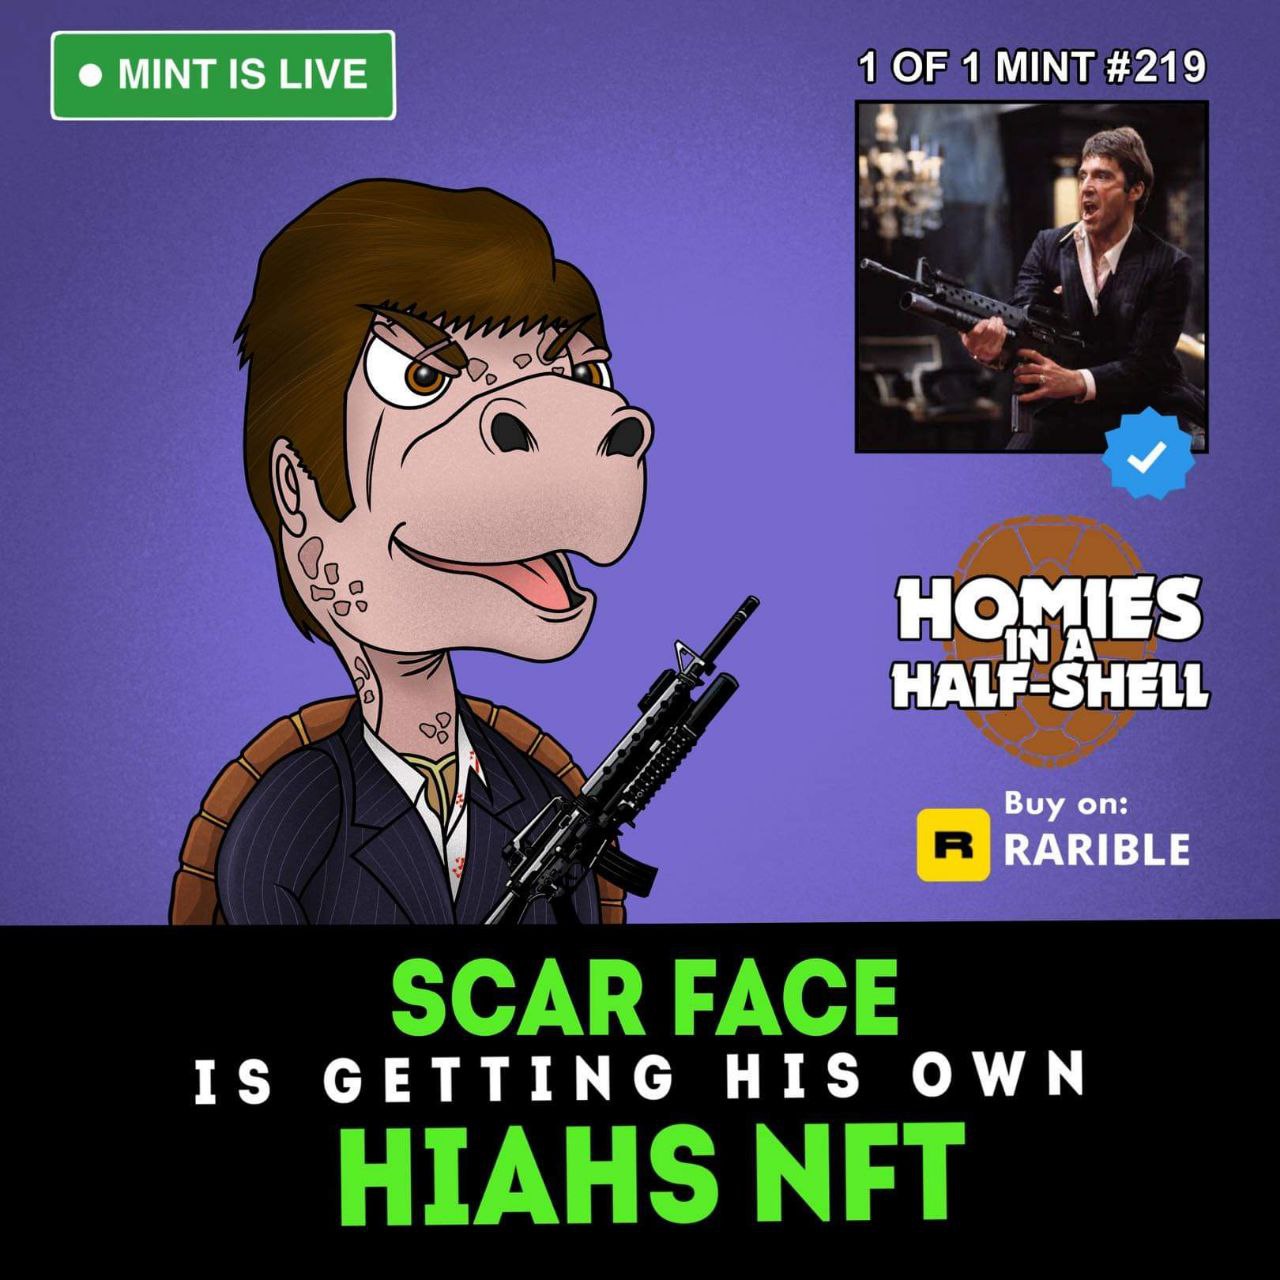 MINT IS LIVE
1 OF 1 MINT #219
HOMIES
IN A
HALF-SHELL
Buy on:
R RARIBLE
SCAR FACE
IS GETTING HIS OWN
HIAHS NFT